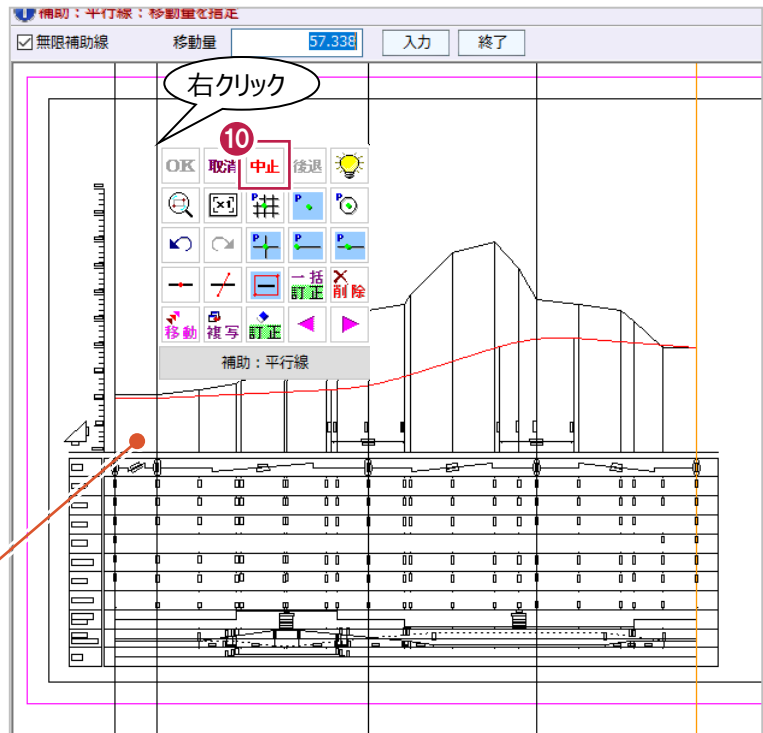 補助：平行線：移動量を指定
無限補助線 移動量 57.338 入力 終了
右クリック
10
OK 取消 中止 後退
[×1] P P P
P P P
一括訂正 削除
移動 複写 訂正
補助：平行線